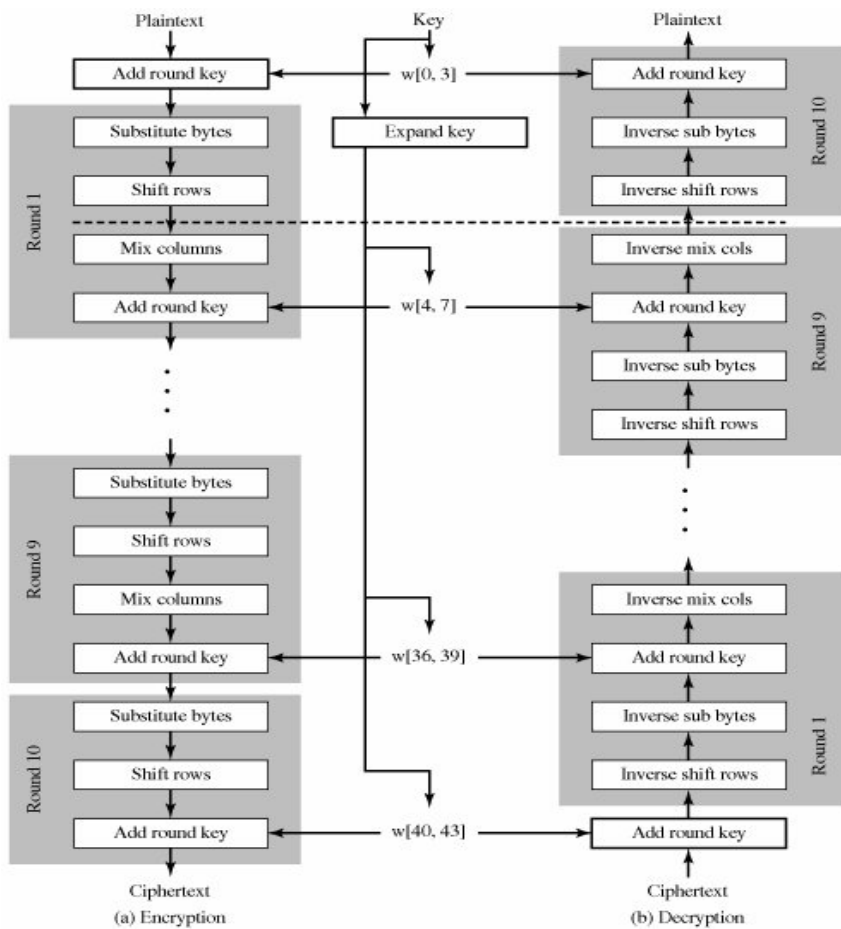 Plaintext
Add round key
Round 1
Substitute bytes
Shift rows
Mix columns
Add round key
Round 9
Substitute bytes
Shift rows
Mix columns
Add round key
Round 10
Substitute bytes
Shift rows
Add round key
Ciphertext
(a) Encryption
Key
w[0, 3]
Expand key
w[4, 7]
w[36, 39]
w[40, 43]
Plaintext
Add round key
Inverse sub bytes
Inverse shift rows
Round 10
Inverse mix cols
Add round key
Inverse sub bytes
Inverse shift rows
Round 9
Inverse mix cols
Add round key
Inverse sub bytes
Inverse shift rows
Round 1
Add round key
Ciphertext
(b) Decryption